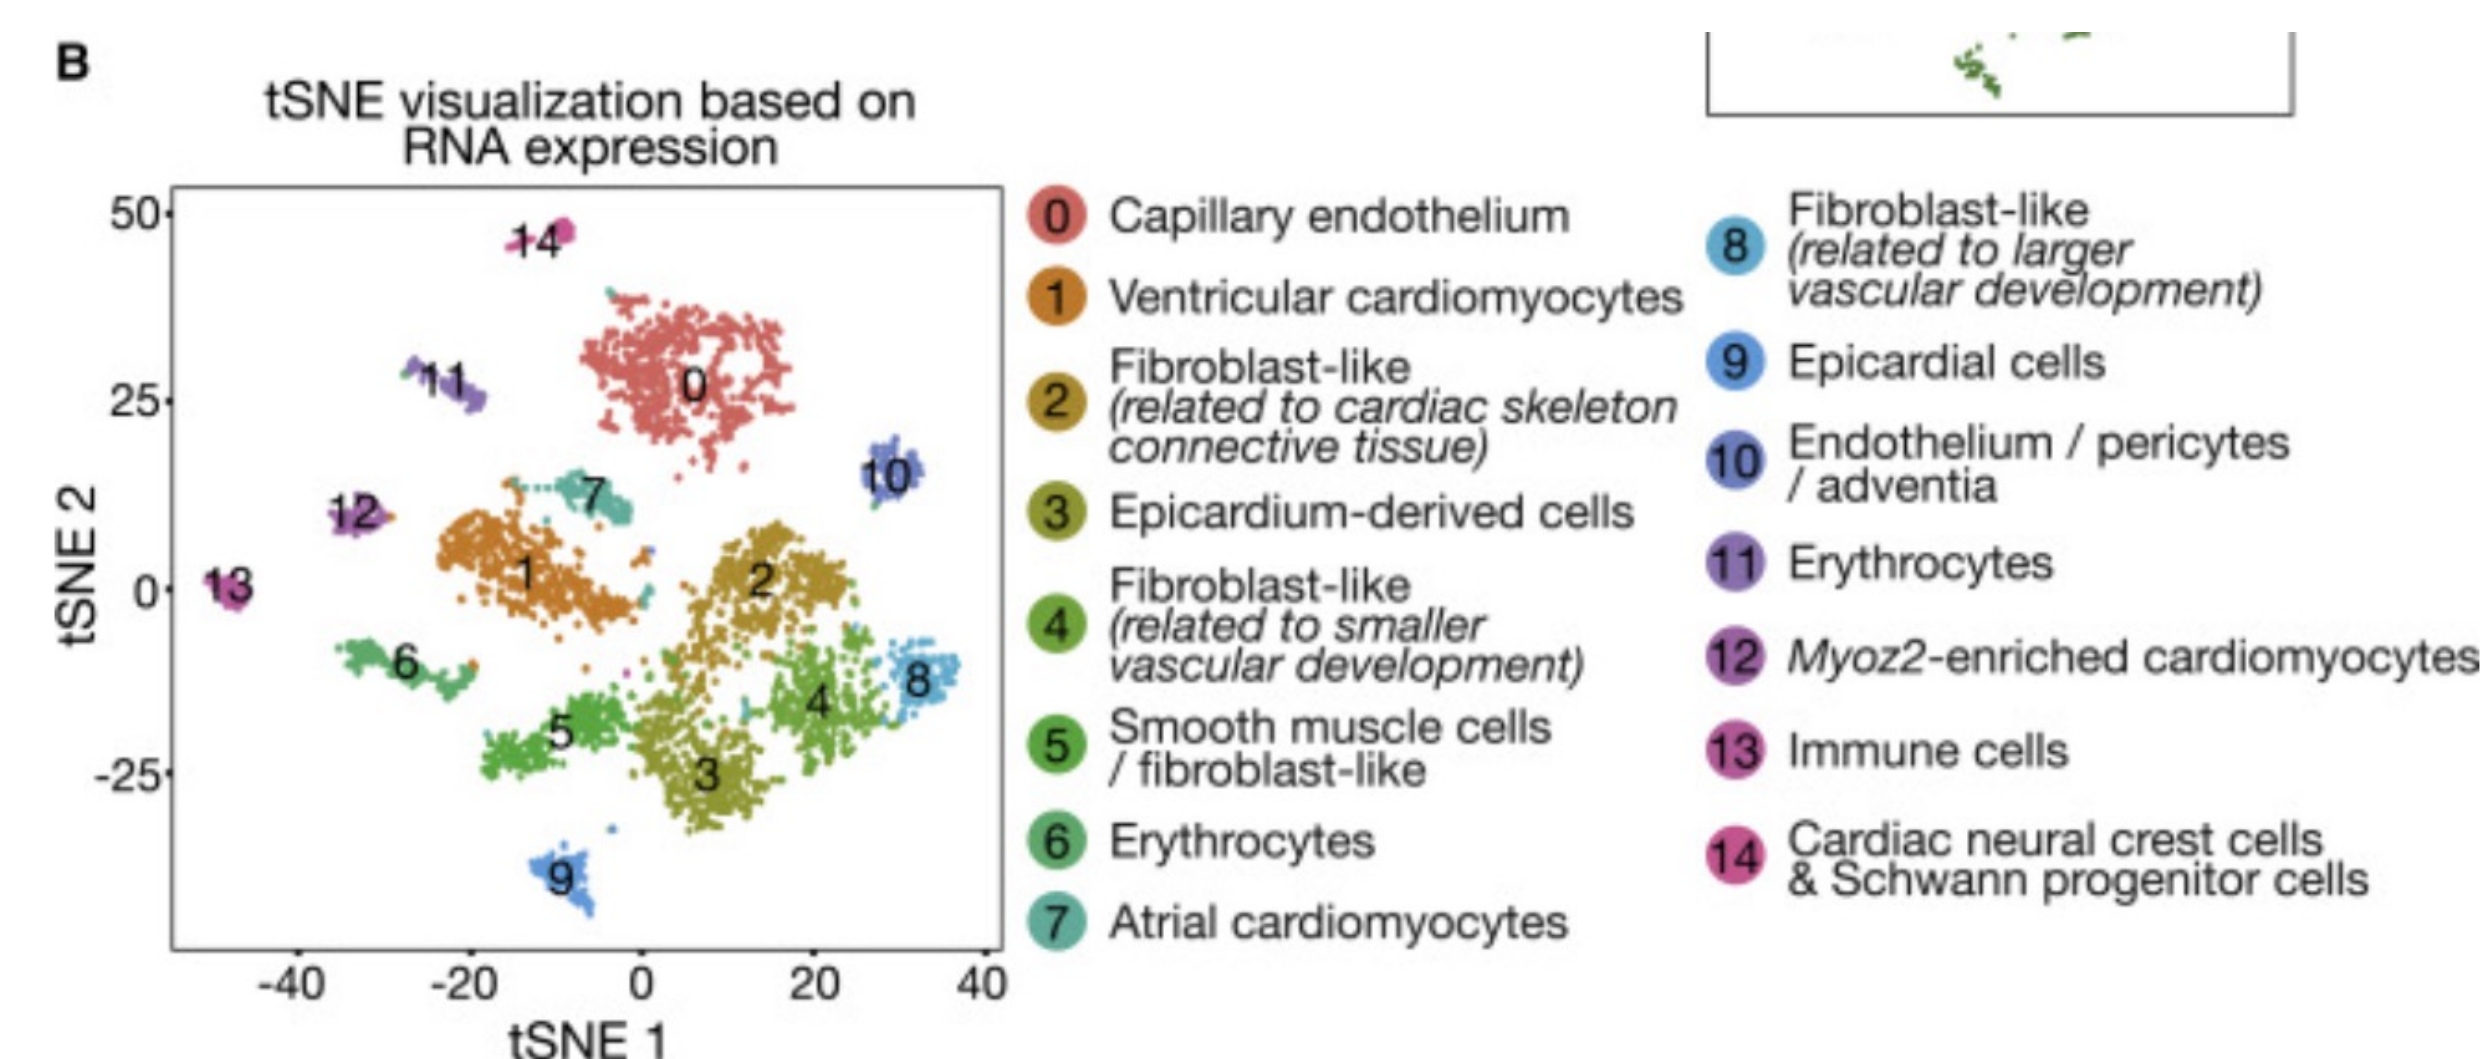 B
tSNE visualization based on
RNA expression
50
25
0
-25
tSNE 2
-40 -20 0 20 40
tSNE 1
14
0
11
10
7
12
1
2
13
6
8
4
5
3
9
0 Capillary endothelium
1 Ventricular cardiomyocytes
2 Fibroblast-like
(related to cardiac skeleton
connective tissue)
3 Epicardium-derived cells
4 Fibroblast-like
(related to smaller
vascular development)
5 Smooth muscle cells
/ fibroblast-like
6 Erythrocytes
7 Atrial cardiomyocytes
8 Fibroblast-like
(related to larger
vascular development)
9 Epicardial cells
10 Endothelium / pericytes
/ adventia
11 Erythrocytes
12 Myoz2-enriched cardiomyocytes
13 Immune cells
14 Cardiac neural crest cells
& Schwann progenitor cells